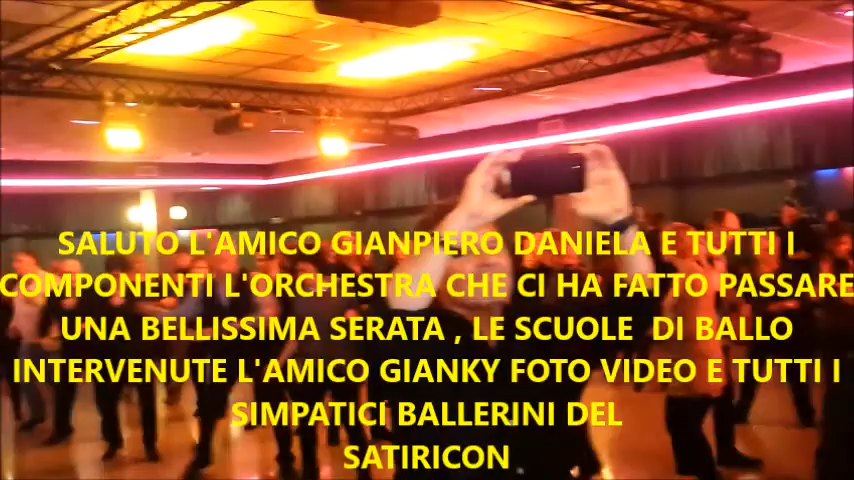 SALUTO L'AMICO GIANPIERO DANIELA E TUTTI I
COMPONENTI L'ORCHESTRA CHE CI HA FATTO PASSARE
UNA BELLISSIMA SERATA , LE SCUOLE DI BALLO
INTERVENUTE L'AMICO GIANKY FOTO VIDEO E TUTTI I
SIMPATICI BALLERINI DEL
SATIRICON